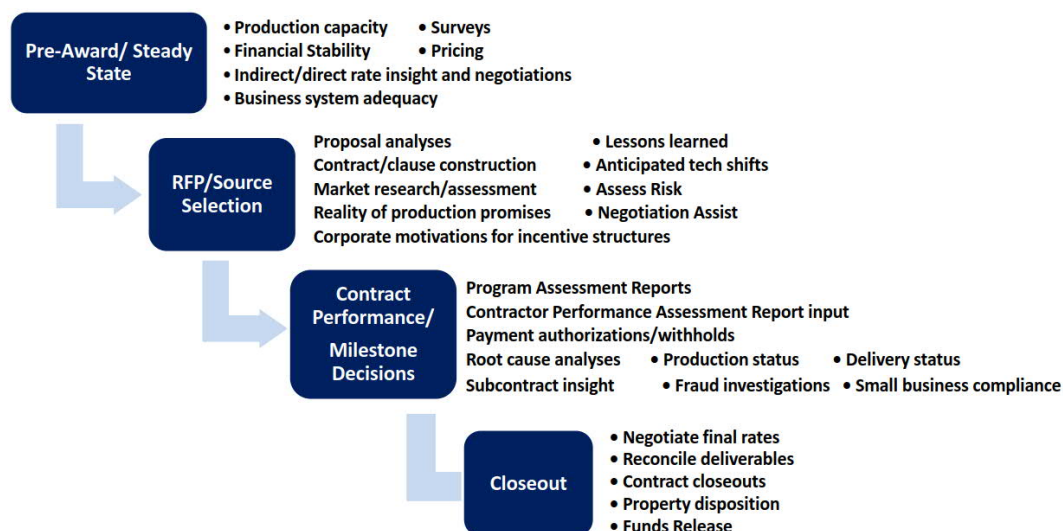 Pre-Award/ Steady
State
• Production capacity • Surveys
• Financial Stability • Pricing
• Indirect/direct rate insight and negotiations
• Business system adequacy
RFP/Source
Selection
Proposal analyses • Lessons learned
Contract/clause construction • Anticipated tech shifts
Market research/assessment • Assess Risk
Reality of production promises • Negotiation Assist
Corporate motivations for incentive structures
Contract
Performance/
Milestone
Decisions
Program Assessment Reports
Contractor Performance Assessment Report input
Payment authorizations/withholds
Root cause analyses • Production status • Delivery status
Subcontract insight • Fraud investigations • Small business compliance
Closeout
• Negotiate final rates
• Reconcile deliverables
• Contract closeouts
• Property disposition
• Funds Release